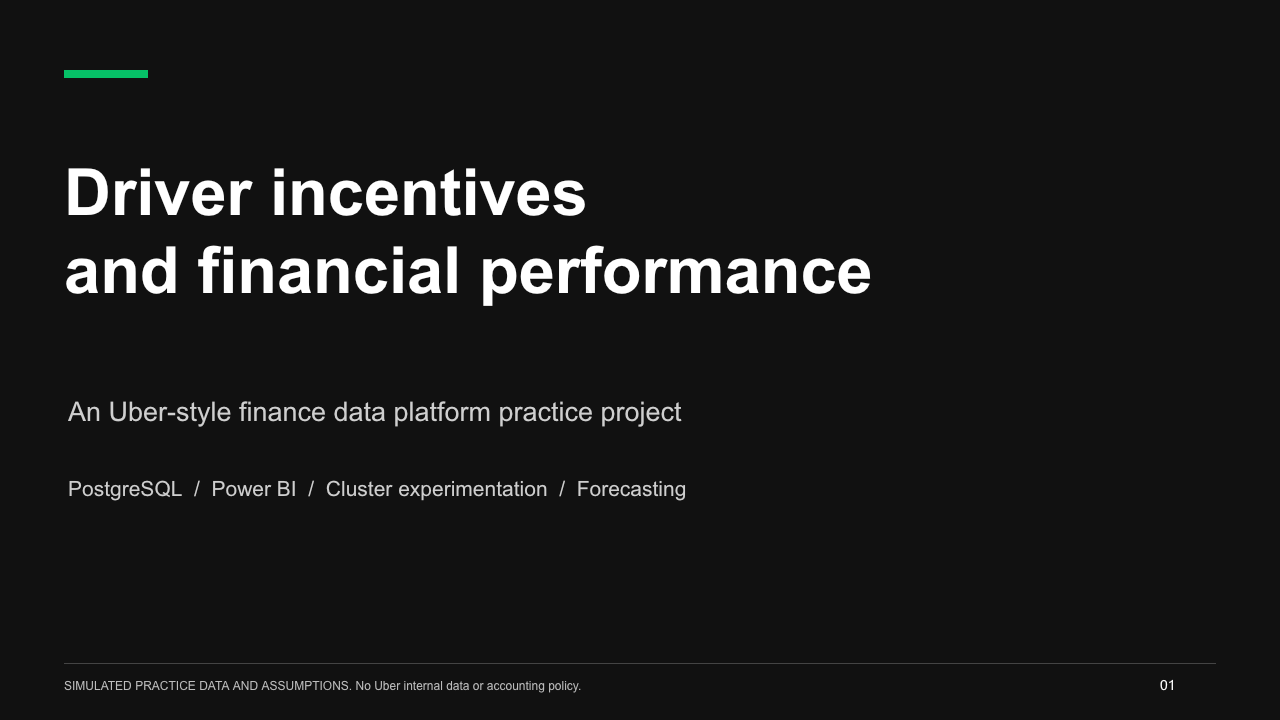 Driver incentives
and financial performance
An Uber-style finance data platform practice project
PostgreSQL / Power BI / Cluster experimentation / Forecasting
SIMULATED PRACTICE DATA AND ASSUMPTIONS. No Uber internal data or accounting policy.
01